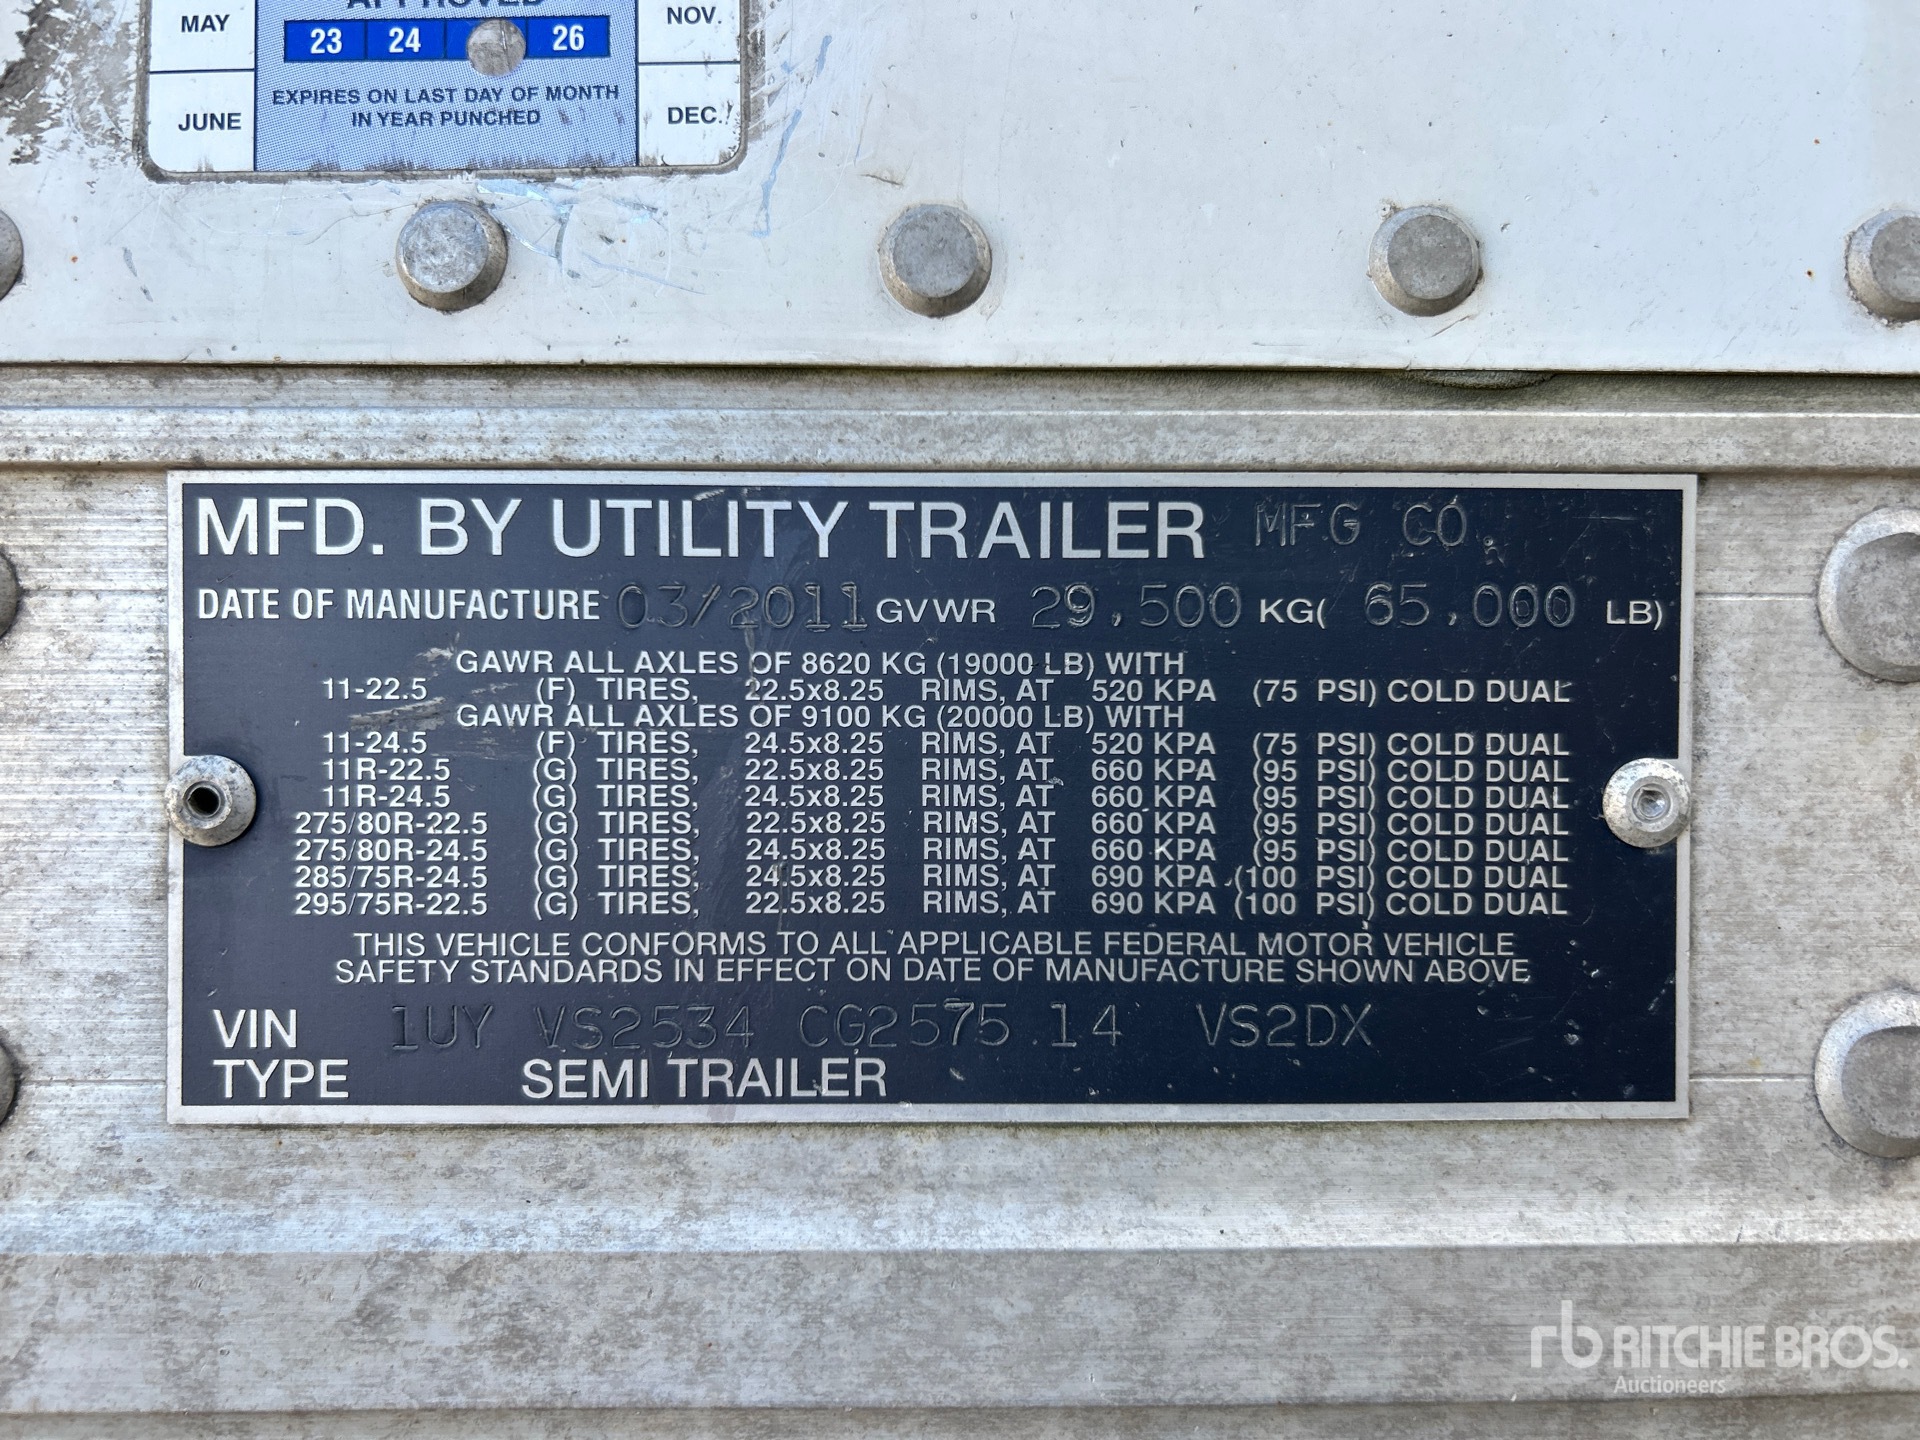 APPROVED
MAY 23 24 26 NOV.
EXPIRES ON LAST DAY OF MONTH
IN YEAR PUNCHED
JUNE DEC.
MFD. BY UTILITY TRAILER MFG CO.
DATE OF MANUFACTURE 03/2011 GVWR 29,500 KG( 65,000 LB)
GAWR ALL AXLES OF 8620 KG (19000 LB) WITH
11-22.5 (F) TIRES, 22.5x8.25 RIMS, AT 520 KPA (75 PSI) COLD DUAL
GAWR ALL AXLES OF 9100 KG (20000 LB) WITH
11-24.5 (F) TIRES, 24.5x8.25 RIMS, AT 520 KPA (75 PSI) COLD DUAL
11R-22.5 (G) TIRES, 22.5x8.25 RIMS, AT 660 KPA (95 PSI) COLD DUAL
11R-24.5 (G) TIRES, 24.5x8.25 RIMS, AT 660 KPA (95 PSI) COLD DUAL
275/80R-22.5 (G) TIRES, 22.5x8.25 RIMS, AT 660 KPA (95 PSI) COLD DUAL
275/80R-24.5 (G) TIRES, 24.5x8.25 RIMS, AT 660 KPA (95 PSI) COLD DUAL
285/75R-24.5 (G) TIRES, 24.5x8.25 RIMS, AT 690 KPA (100 PSI) COLD DUAL
295/75R-22.5 (G) TIRES, 22.5x8.25 RIMS, AT 690 KPA (100 PSI) COLD DUAL
THIS VEHICLE CONFORMS TO ALL APPLICABLE FEDERAL MOTOR VEHICLE
SAFETY STANDARDS IN EFFECT ON DATE OF MANUFACTURE SHOWN ABOVE
VIN 1UY VS2534 CG2575 14 VS2DX
TYPE SEMI TRAILER
rb RITCHIE BROS.
Auctioneers